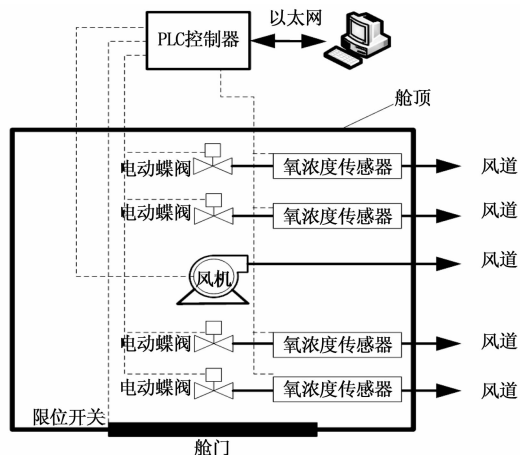 以太网
PLC控制器
舱顶
电动蝶阀 氧浓度传感器 风道
电动蝶阀 氧浓度传感器 风道
风机 风道
电动蝶阀 氧浓度传感器 风道
电动蝶阀 氧浓度传感器 风道
限位开关
舱门